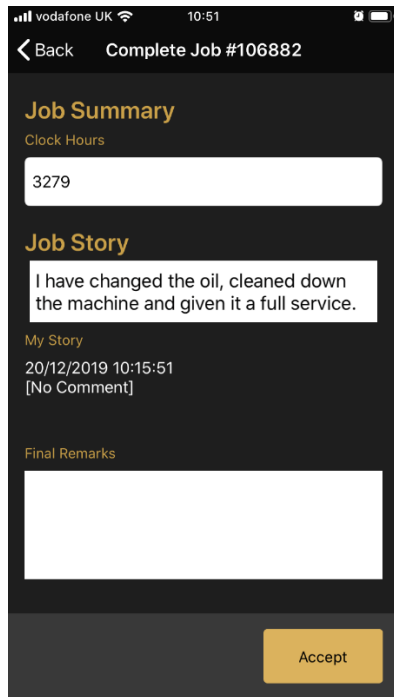 vodafone UK 10:51
Back Complete Job #106882
Job Summary
Clock Hours
3279
Job Story
I have changed the oil, cleaned down
the machine and given it a full service.
My Story
20/12/2019 10:15:51
[No Comment]
Final Remarks
Accept